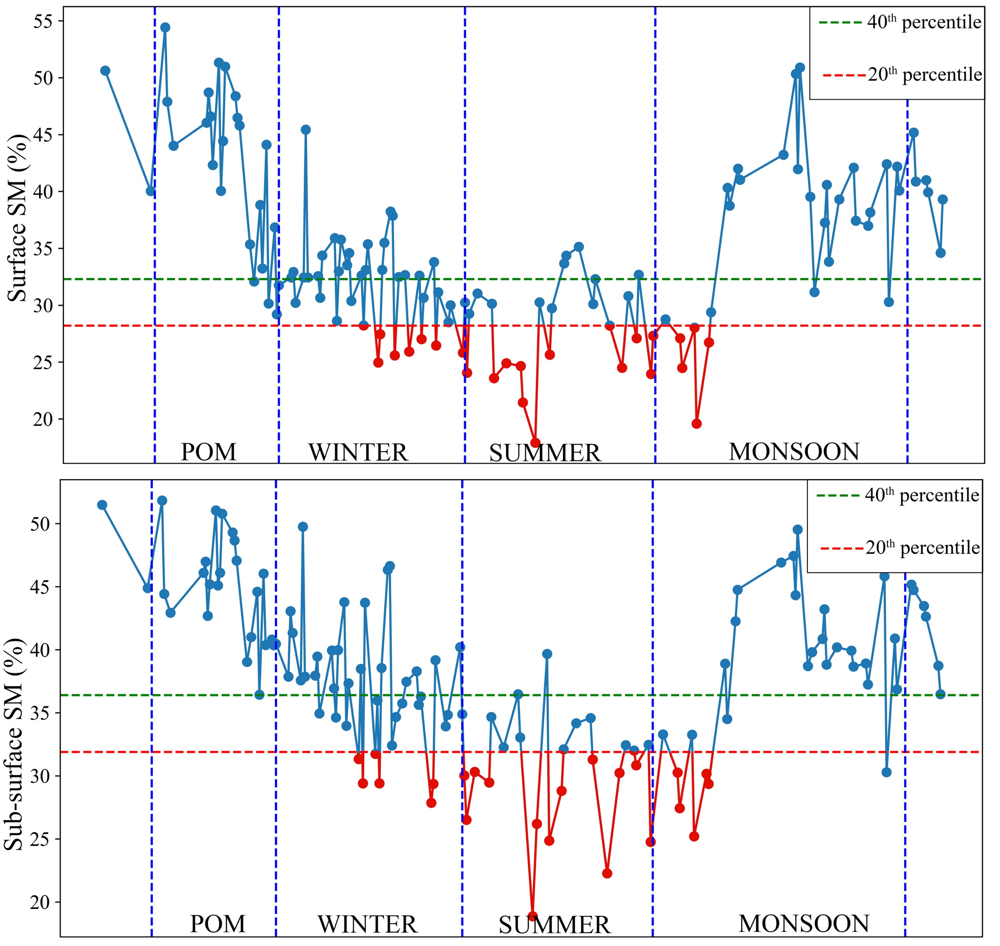 55
50
45
40
35
30
25
20
Surface SM (%)
40th percentile
20th percentile
POM WINTER SUMMER MONSOON
50
45
40
35
30
25
20
Sub-surface SM (%)
40th percentile
20th percentile
POM WINTER SUMMER MONSOON